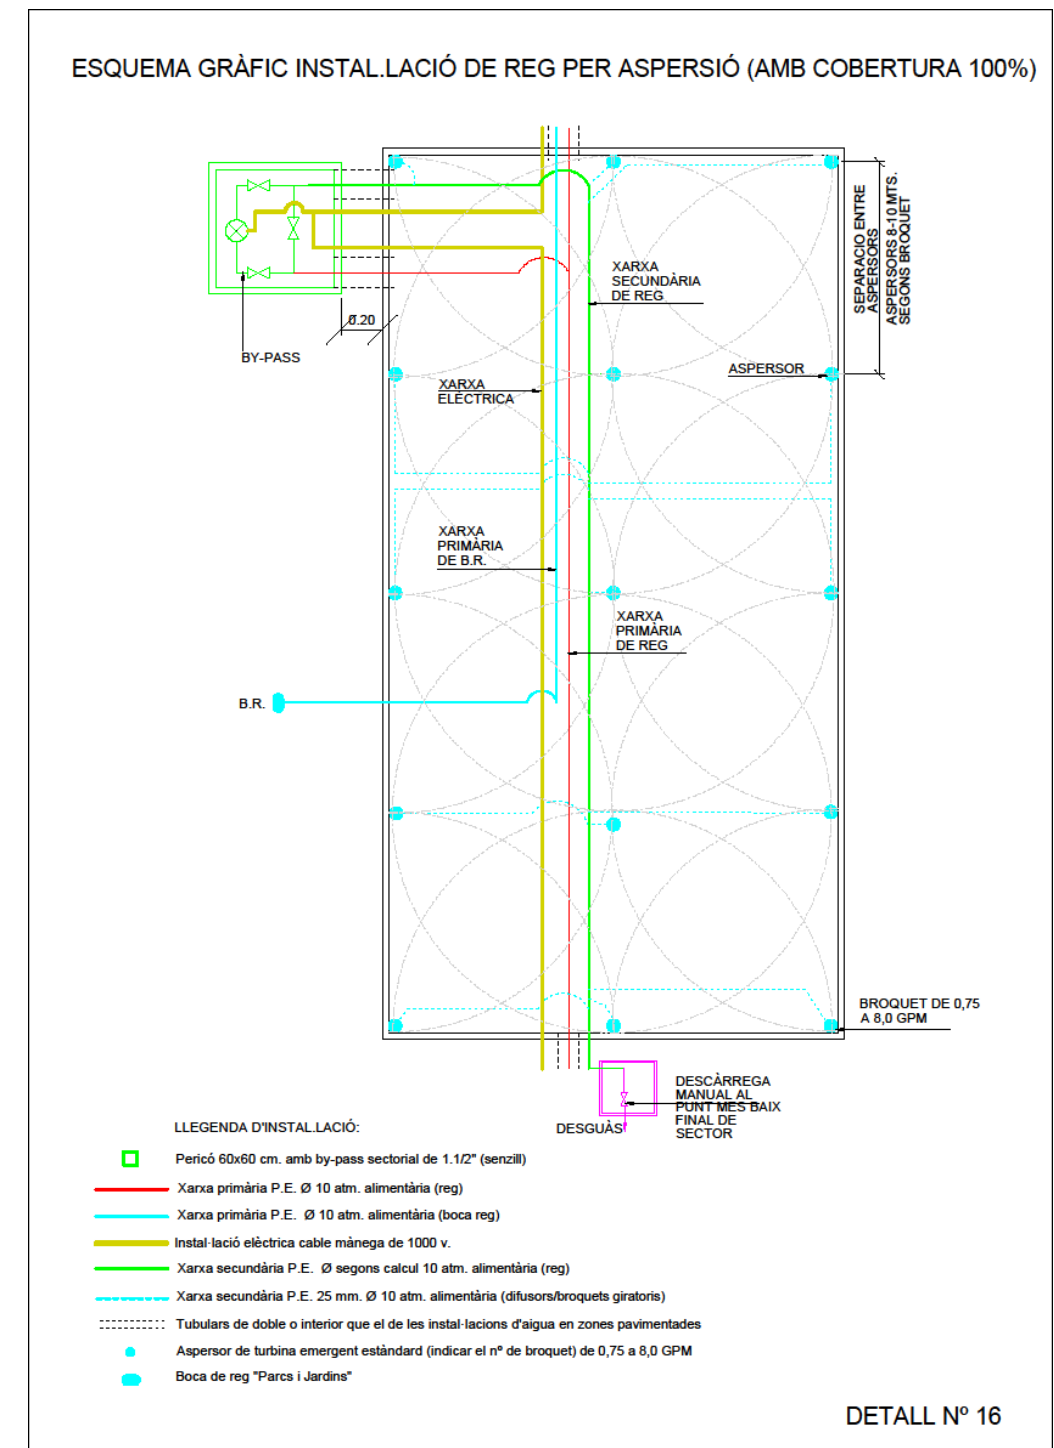 ESQUEMA GRÀFIC INSTAL.LACIÓ DE REG PER ASPERSIÓ (AMB COBERTURA 100%)
SEPARACIO ENTRE
ASPERSORS
ASPERSORS 8-10 MTS.
SEGONS BROQUET
XARXA
SECUNDÀRIA
DE REG
0.20
BY-PASS
ASPERSOR
XARXA
ELÈCTRICA
XARXA
PRIMÀRIA
DE B.R.
XARXA
PRIMÀRIA
DE REG
B.R.
BROQUET DE 0,75
A 8,0 GPM
DESCÀRREGA
MANUAL AL
PUNT MES BAIX
FINAL DE
SECTOR
DESGUÀS
LLEGENDA D'INSTAL.LACIÓ:
Pericó 60x60 cm. amb by-pass sectorial de 1.1/2" (senzill)
Xarxa primària P.E. Ø 10 atm. alimentària (reg)
Xarxa primària P.E. Ø 10 atm. alimentària (boca reg)
Instal·lació elèctrica cable mànega de 1000 v.
Xarxa secundària P.E. Ø segons calcul 10 atm. alimentària (reg)
Xarxa secundària P.E. 25 mm. Ø 10 atm. alimentària (difusors/broquets giratoris)
Tubulars de doble o interior que el de les instal·lacions d'aigua en zones pavimentades
Aspersor de turbina emergent estàndard (indicar el nº de broquet) de 0,75 a 8,0 GPM
Boca de reg "Parcs i Jardins"
DETALL Nº 16